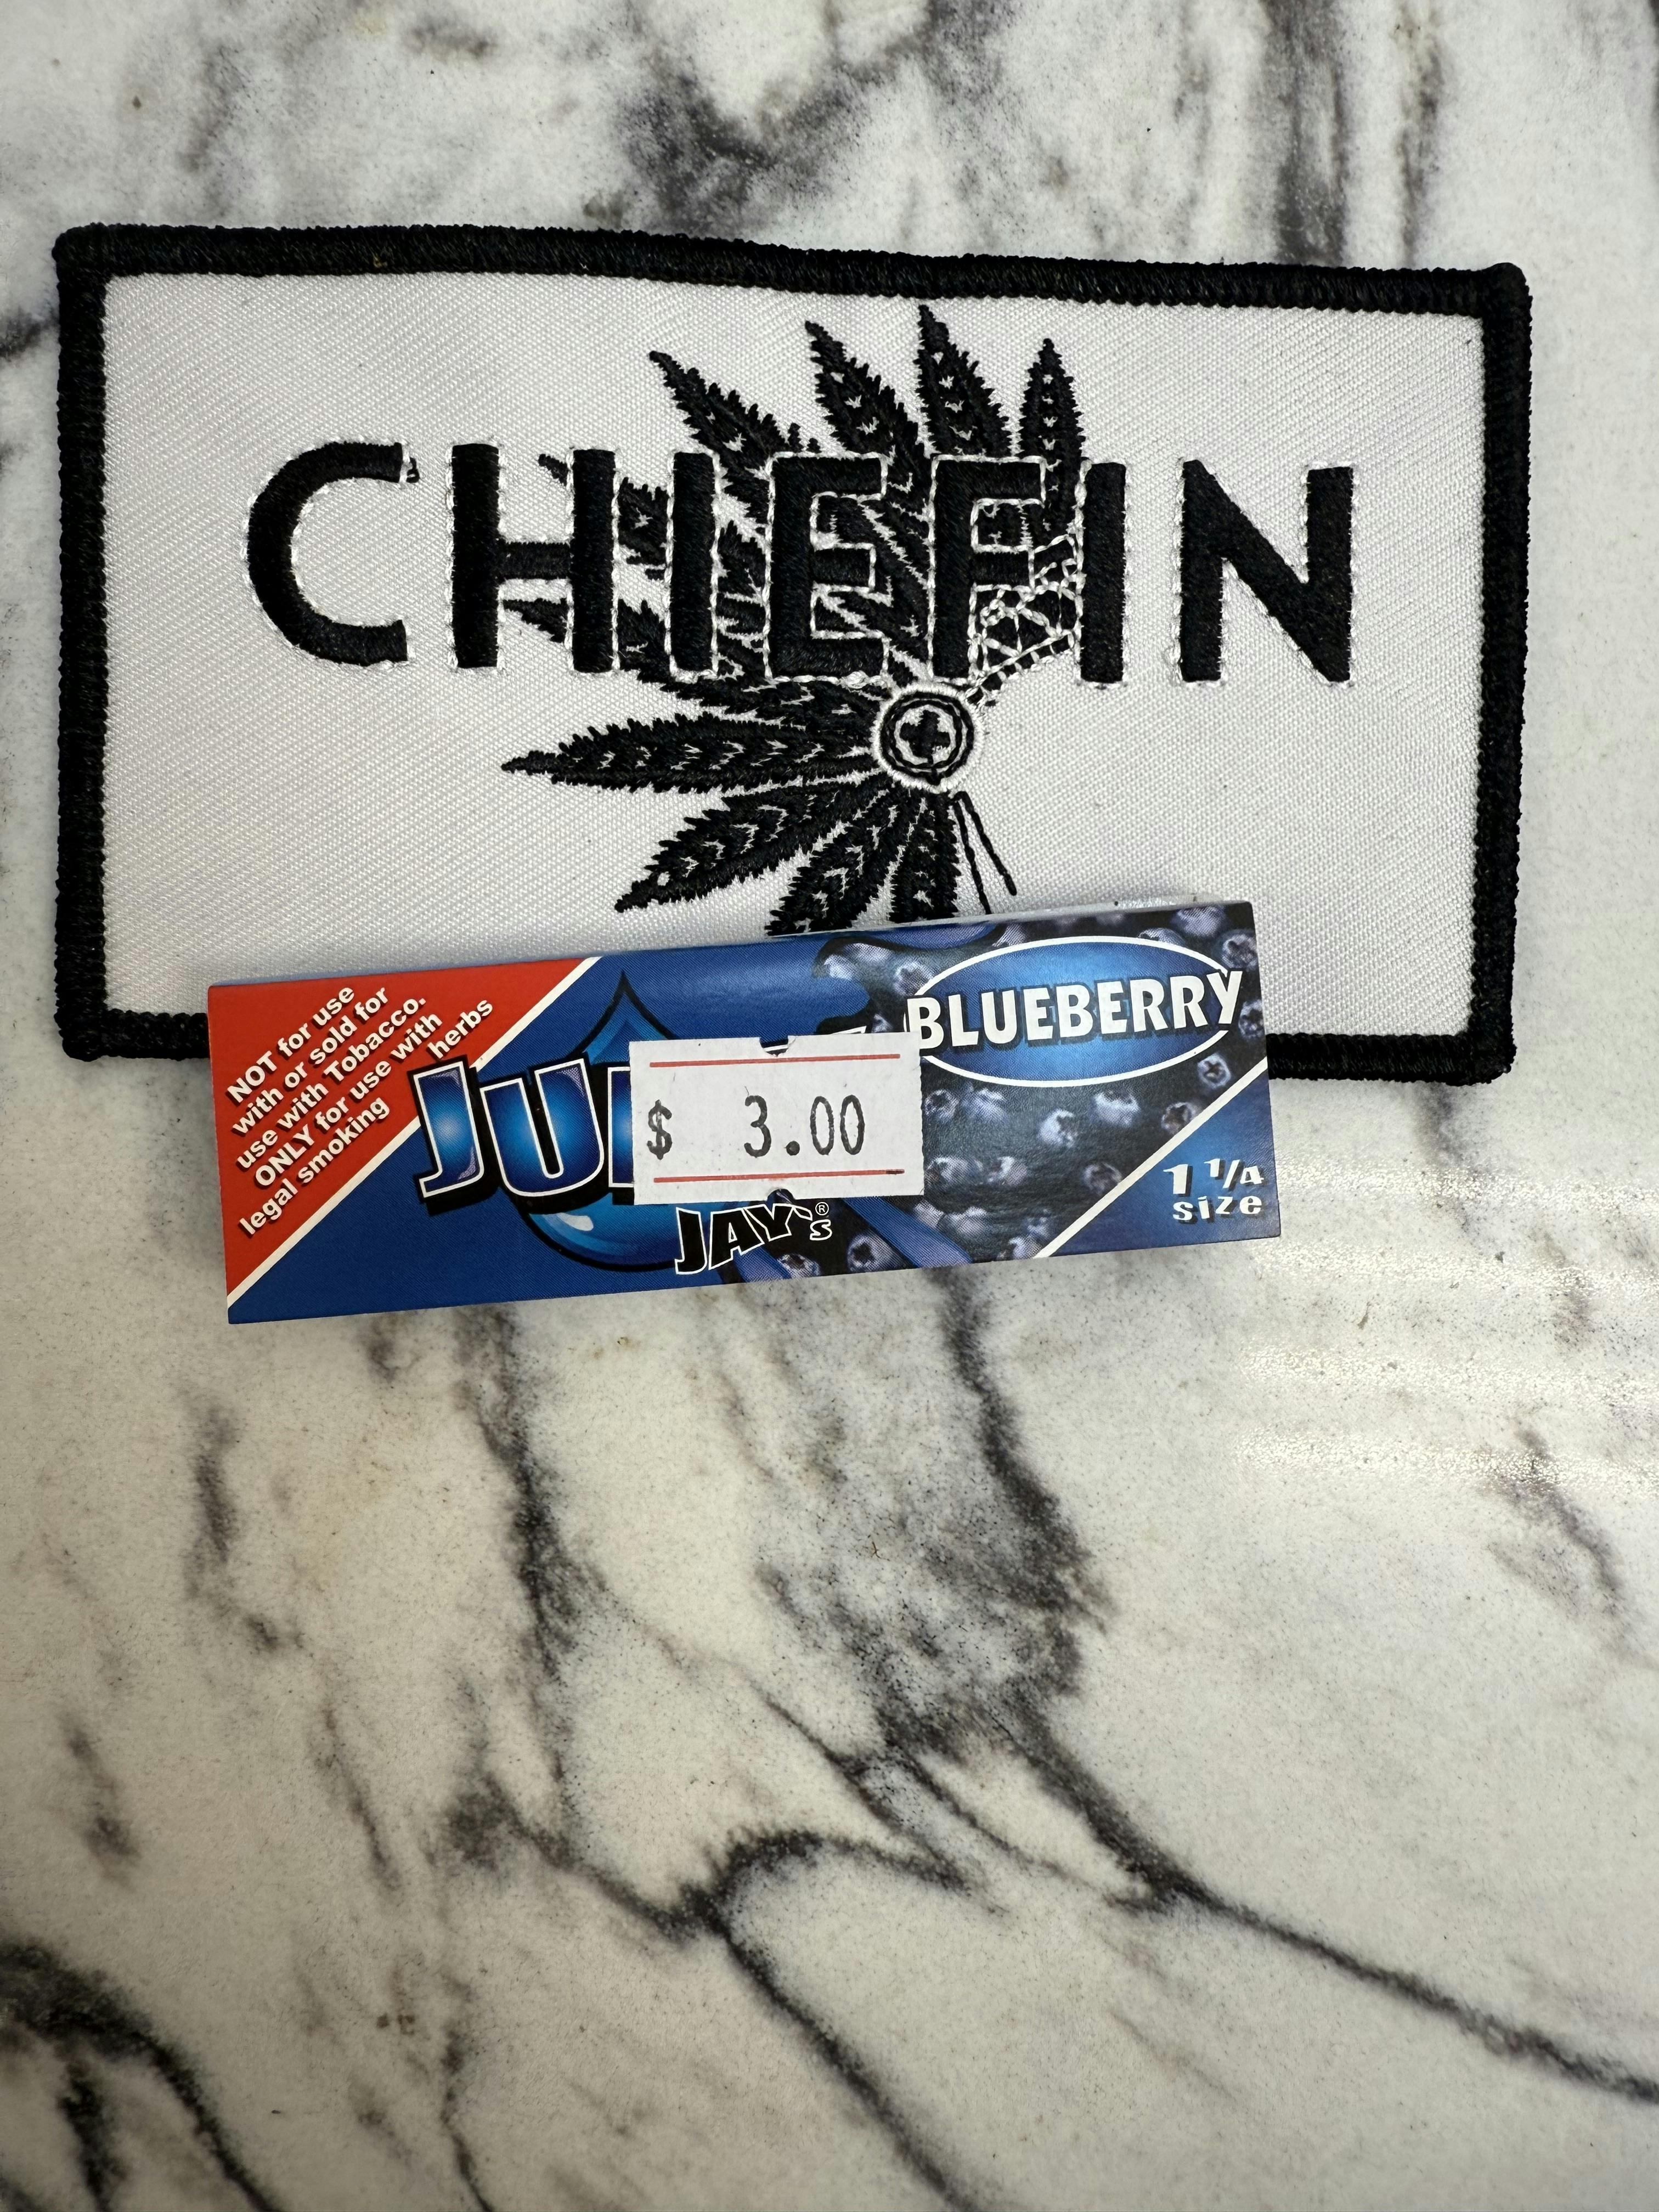 CHIEFIN
NOT for use
with or sold for
use with Tobacco.
ONLY for use with
legal smoking herbs
BLUEBERRY
$ 3.00
JAY's®
1 1/4
size